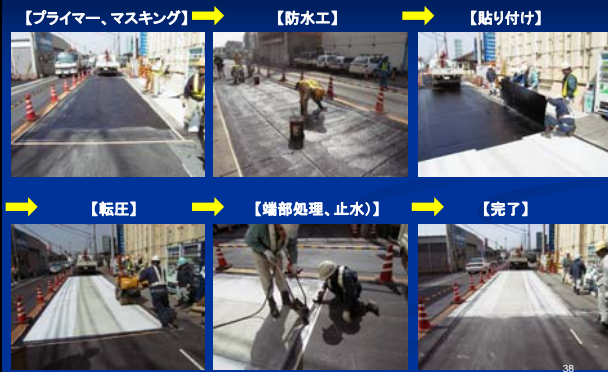 【プライマー、マスキング】
【防水工】
【貼り付け】
【転圧】
【端部処理、止水)】
【完了】
38